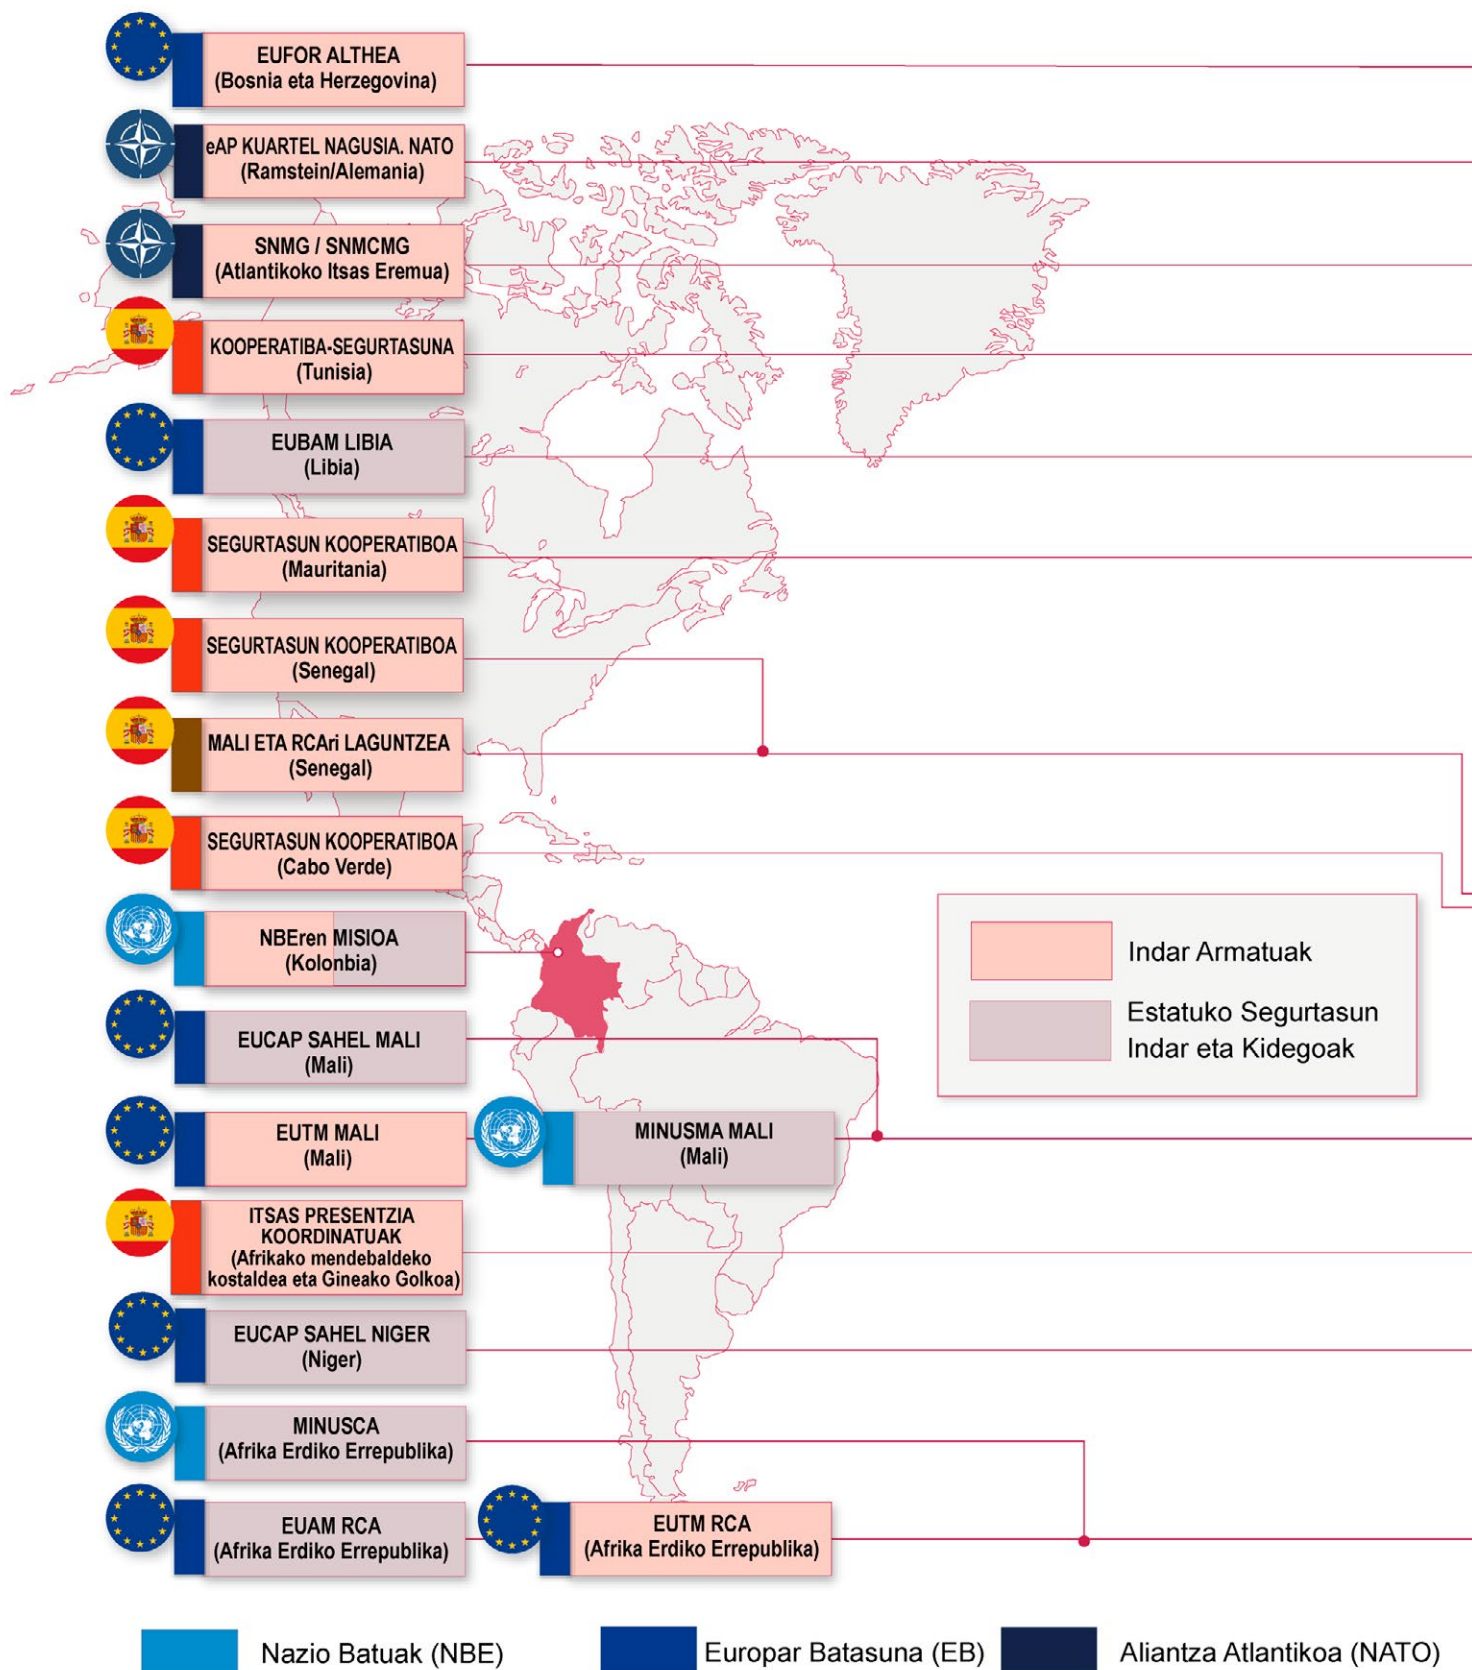 EUFOR ALTHEA
(Bosnia eta Herzegovina)
eAP KUARTEL NAGUSIA. NATO
(Ramstein/Alemania)
SNMG / SNMCMG
(Atlantikoko Itsas Eremua)
KOOPERATIBA-SEGURTASUNA
(Tunisia)
EUBAM LIBIA
(Libia)
SEGURTASUN KOOPERATIBOA
(Mauritania)
SEGURTASUN KOOPERATIBOA
(Senegal)
MALI ETA RCAri LAGUNTZEA
(Senegal)
SEGURTASUN KOOPERATIBOA
(Cabo Verde)
NBEren MISIOA
(Kolonbia)
Indar Armatuak
Estatuko Segurtasun
Indar eta Kidegoak
EUCAP SAHEL MALI
(Mali)
EUTM MALI
(Mali)
MINUSMA MALI
(Mali)
ITSAS PRESENTZIA
KOORDINATUAK
(Afrikako mendebaldeko
kostaldea eta Gineako Golkoa)
EUCAP SAHEL NIGER
(Niger)
MINUSCA
(Afrika Erdiko Errepublika)
EUAM RCA
(Afrika Erdiko Errepublika)
EUTM RCA
(Afrika Erdiko Errepublika)
Nazio Batuak (NBE)
Europar Batasuna (EB)
Aliantza Atlantikoa (NATO)